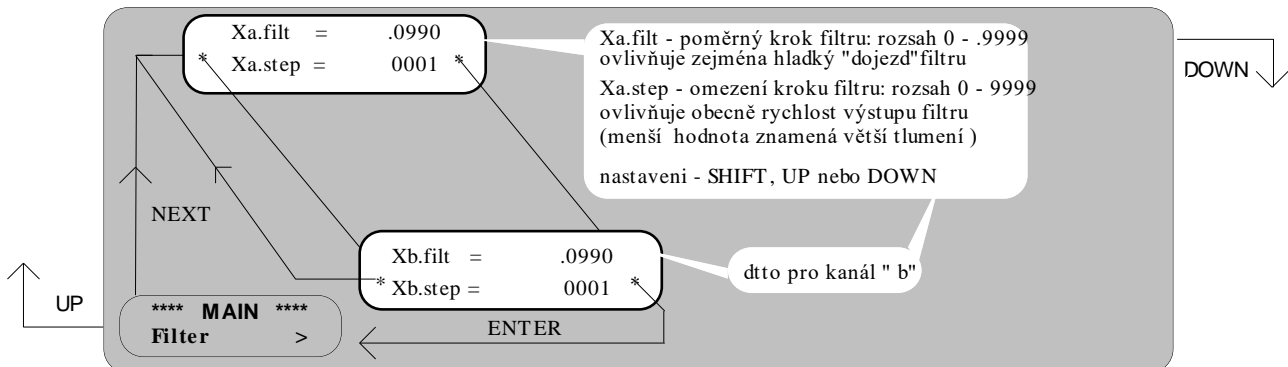 Xa.filt = .0990
* Xa.step = 0001 *
Xa.filt - poměrný krok filtru: rozsah 0 - .9999
ovlivňuje zejména hladký "dojezd"filtru
Xa.step - omezení kroku filtru: rozsah 0 - 9999
ovlivňuje obecně rychlost výstupu filtru
(menší hodnota znamená větší tlumení )
nastaveni - SHIFT, UP nebo DOWN
DOWN
NEXT
Xb.filt = .0990
* Xb.step = 0001 *
dtto pro kanál " b"
UP
**** MAIN ****
Filter >
ENTER